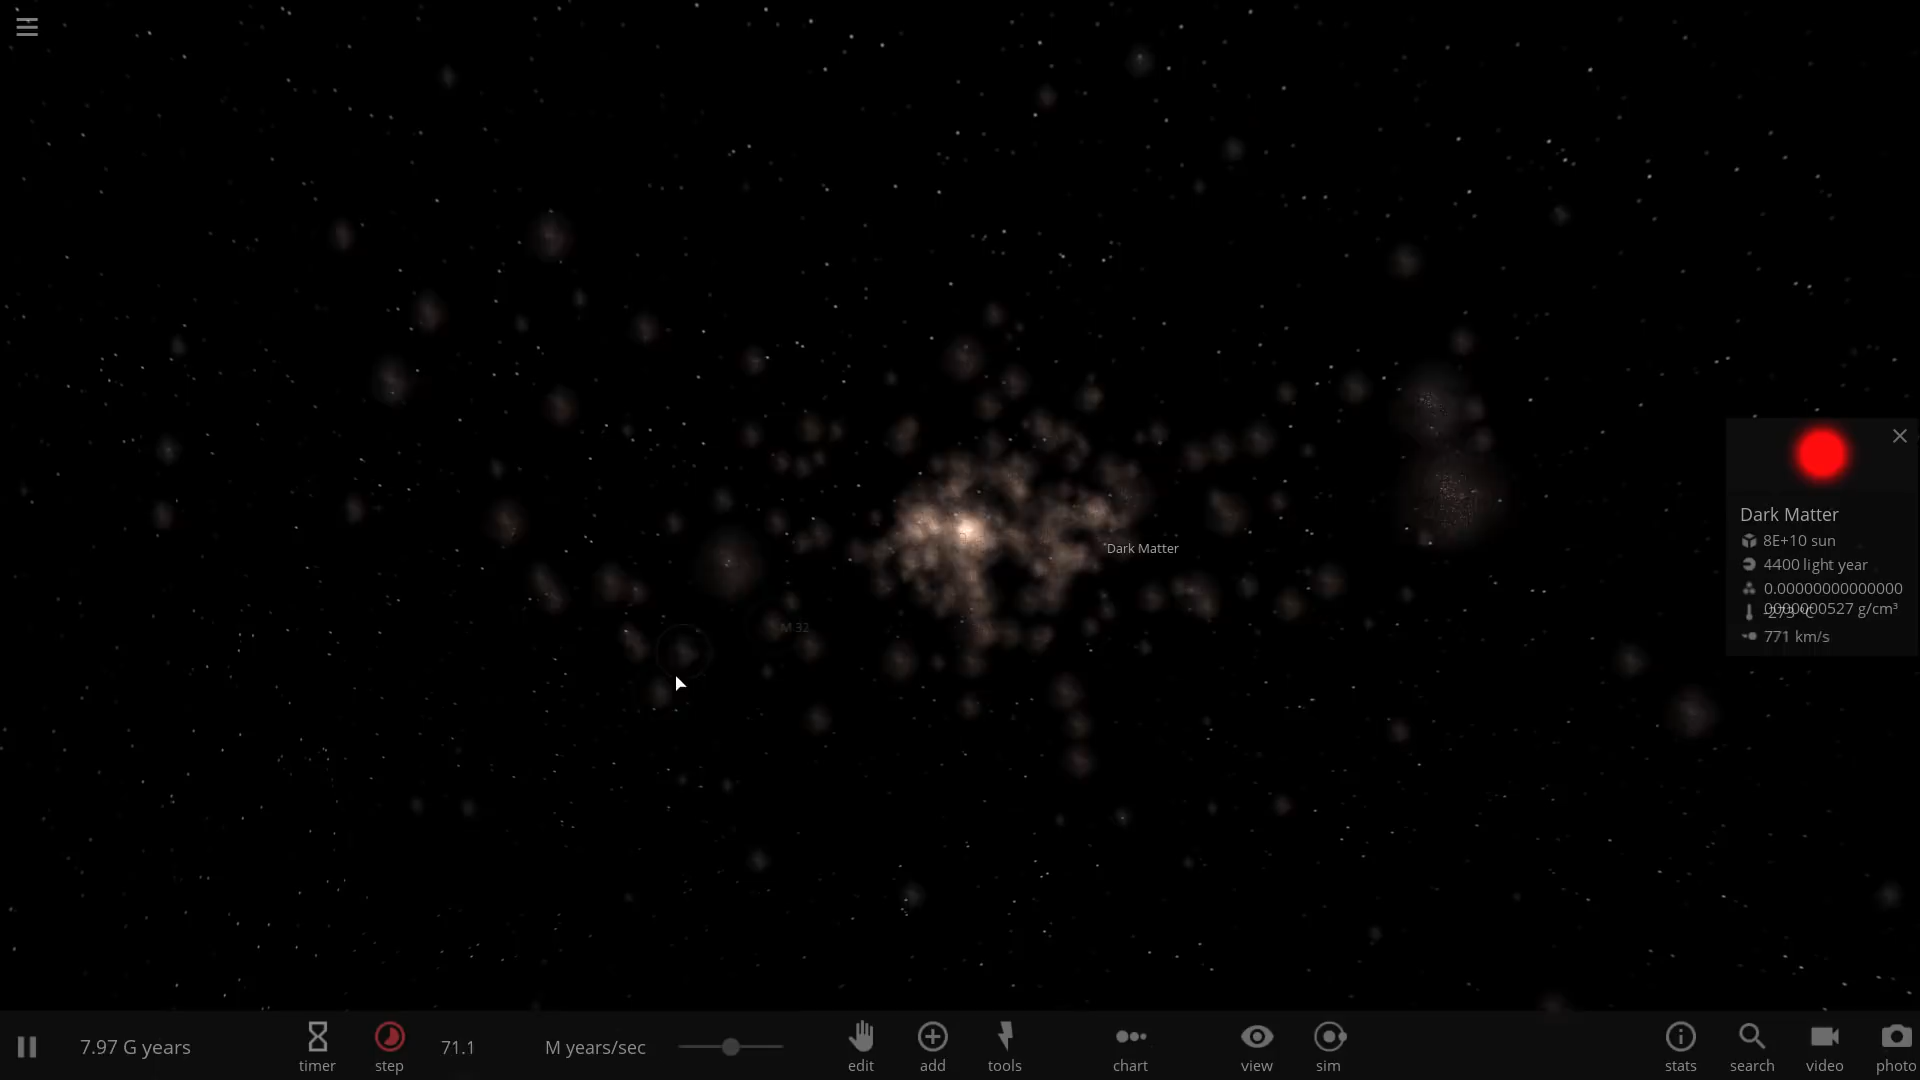 Dark Matter
M 32
Dark Matter
8E+10 sun
4400 light year
0.00000000000000
0000000527 g/cm³
-273 °C
771 km/s
7.97 G years
timer
step
71.1
M years/sec
edit
add
tools
chart
view
sim
stats
search
video
photo